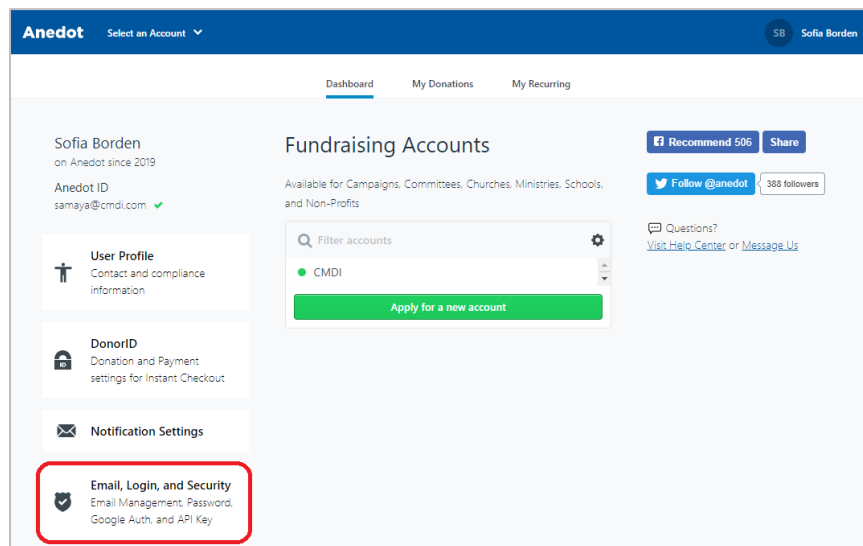 Anedot Select an Account SB Sofia Borden
Dashboard My Donations My Recurring
Sofia Borden
on Anedot since 2019
Anedot ID
samaya@cmdi.com
User Profile
Contact and compliance
information
DonorID
ID
Donation and Payment
settings for Instant Checkout
Notification Settings
Email, Login, and Security
Email Management, Password,
Google Auth, and API Key
Fundraising Accounts
Available for Campaigns, Committees, Churches, Ministries, Schools,
and Non-Profits
Filter accounts
CMDI
Apply for a new account
Recommend 506 Share
Follow @anedot 388 followers
Questions?
Visit Help Center or Message Us